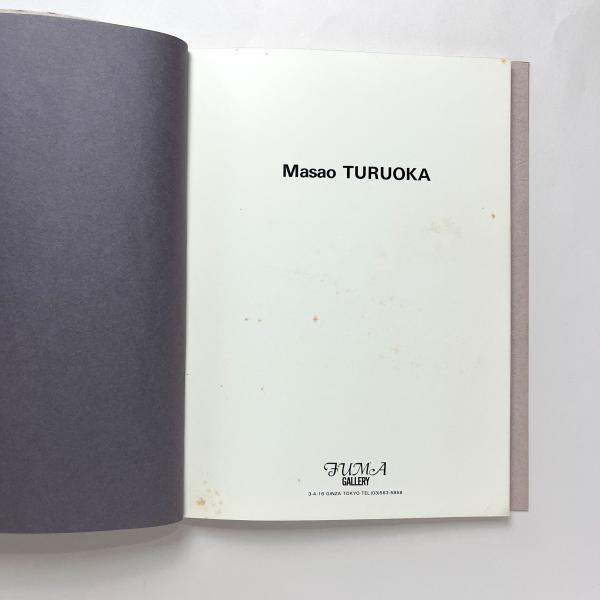 Masao TURUOKA
FUMA
GALLERY
3-4-16 GINZA TOKYO TEL(03)563-5858